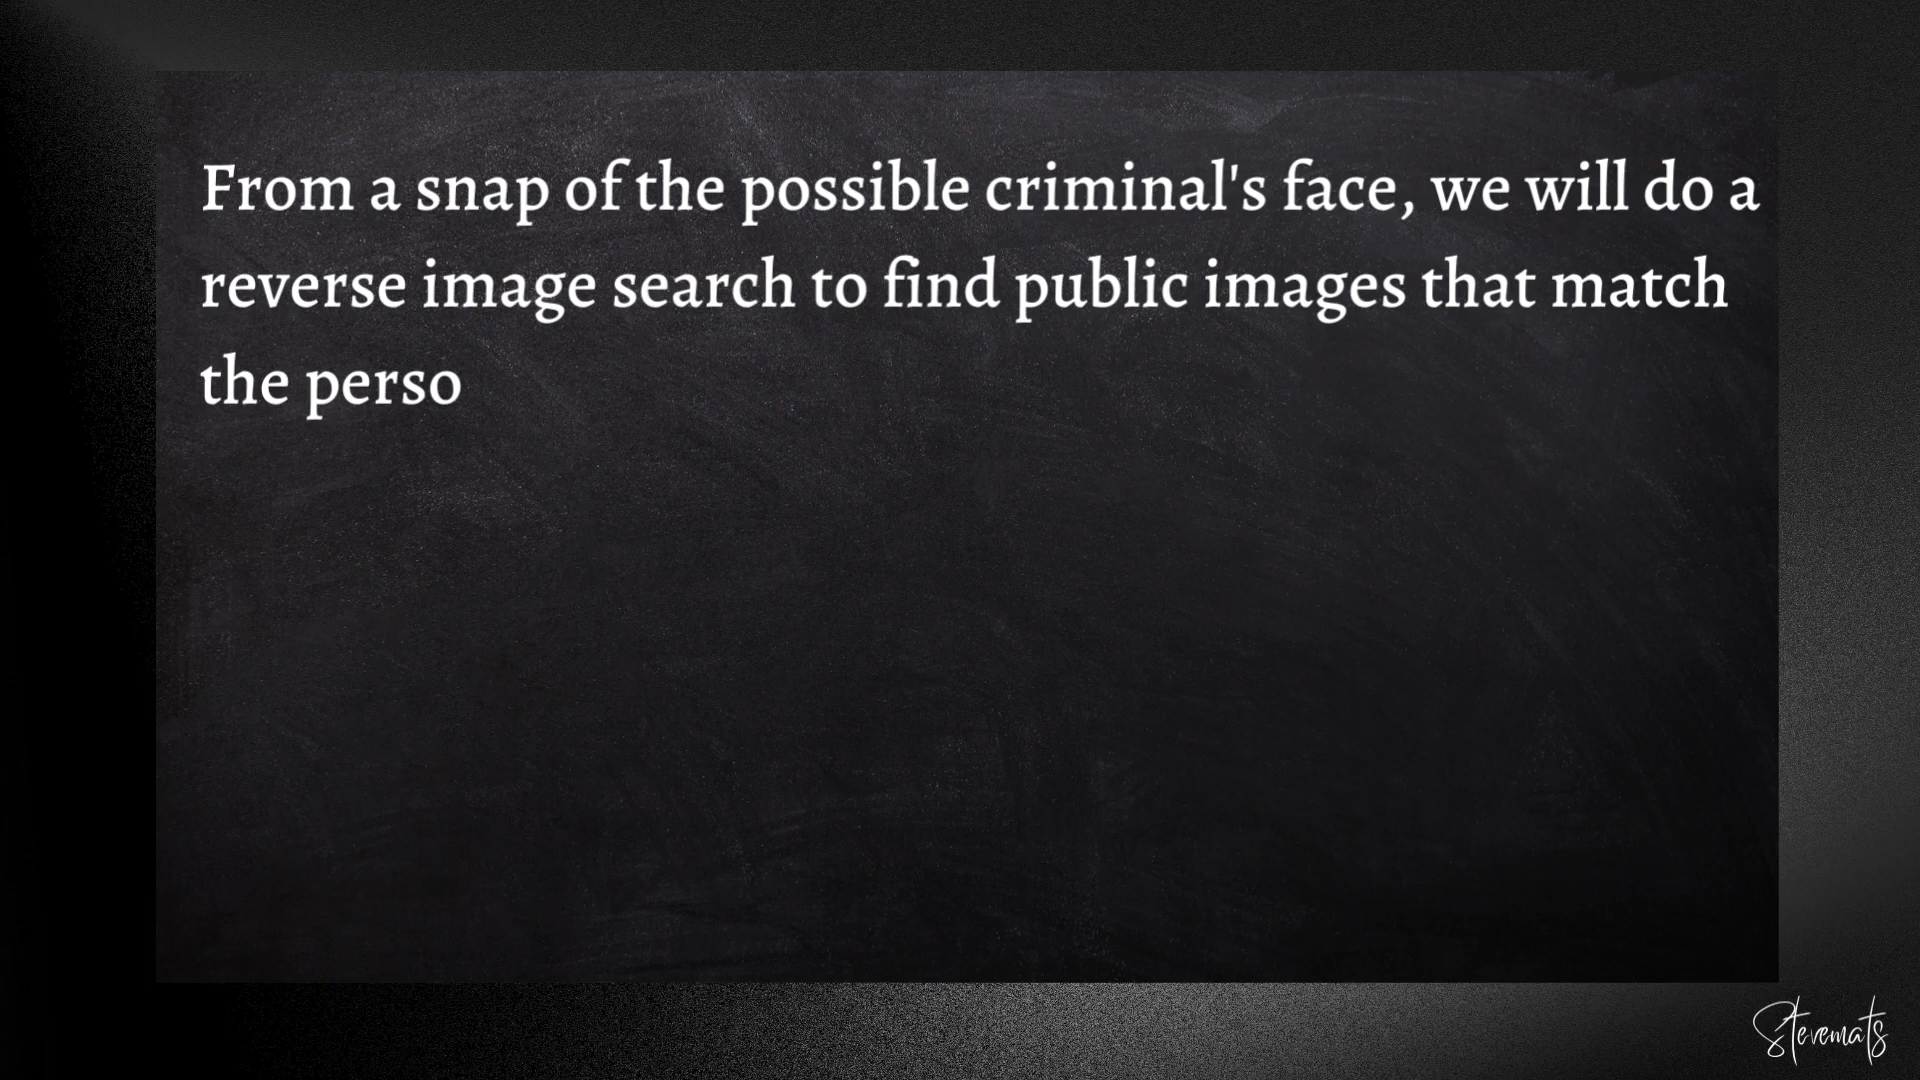 From a snap of the possible criminal's face, we will do a
reverse image search to find public images that match
the perso
Stevemats